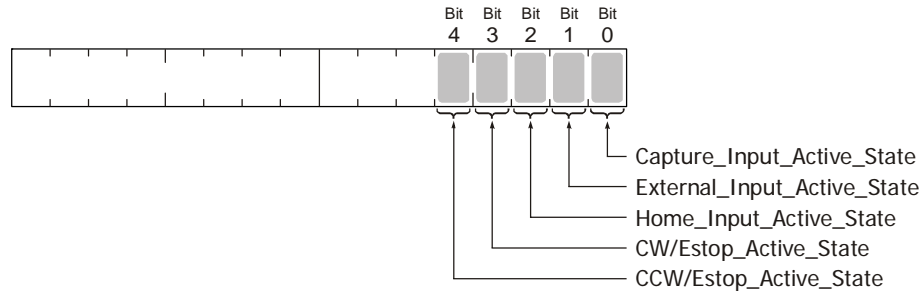 Bit Bit Bit Bit Bit
4 3 2 1 0
Capture_Input_Active_State
External_Input_Active_State
Home_Input_Active_State
CW/Estop_Active_State
CCW/Estop_Active_State